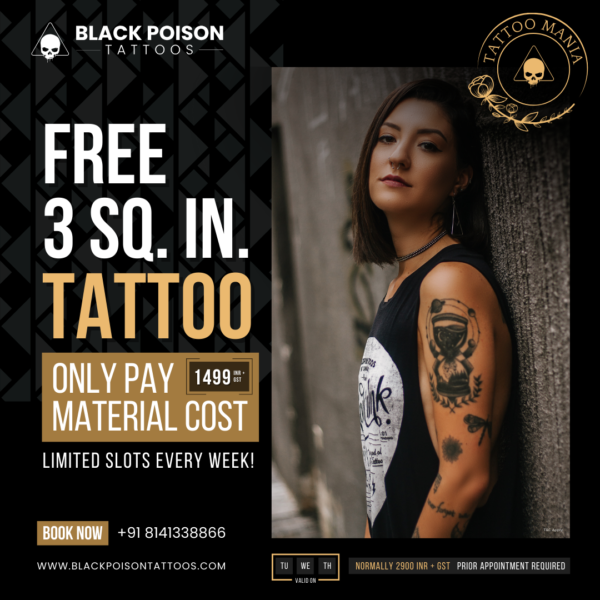 BLACK POISON
TATTOOS
TATTOO MANIA
FREE
3 SQ. IN.
TATTOO
ONLY PAY 1499 INR + GST
MATERIAL COST
LIMITED SLOTS EVERY WEEK!
BOOK NOW +91 8141338866
WWW.BLACKPOISONTATTOOS.COM
TU WE TH
VALID ON
NORMALLY 2900 INR + GST PRIOR APPOINTMENT REQUIRED